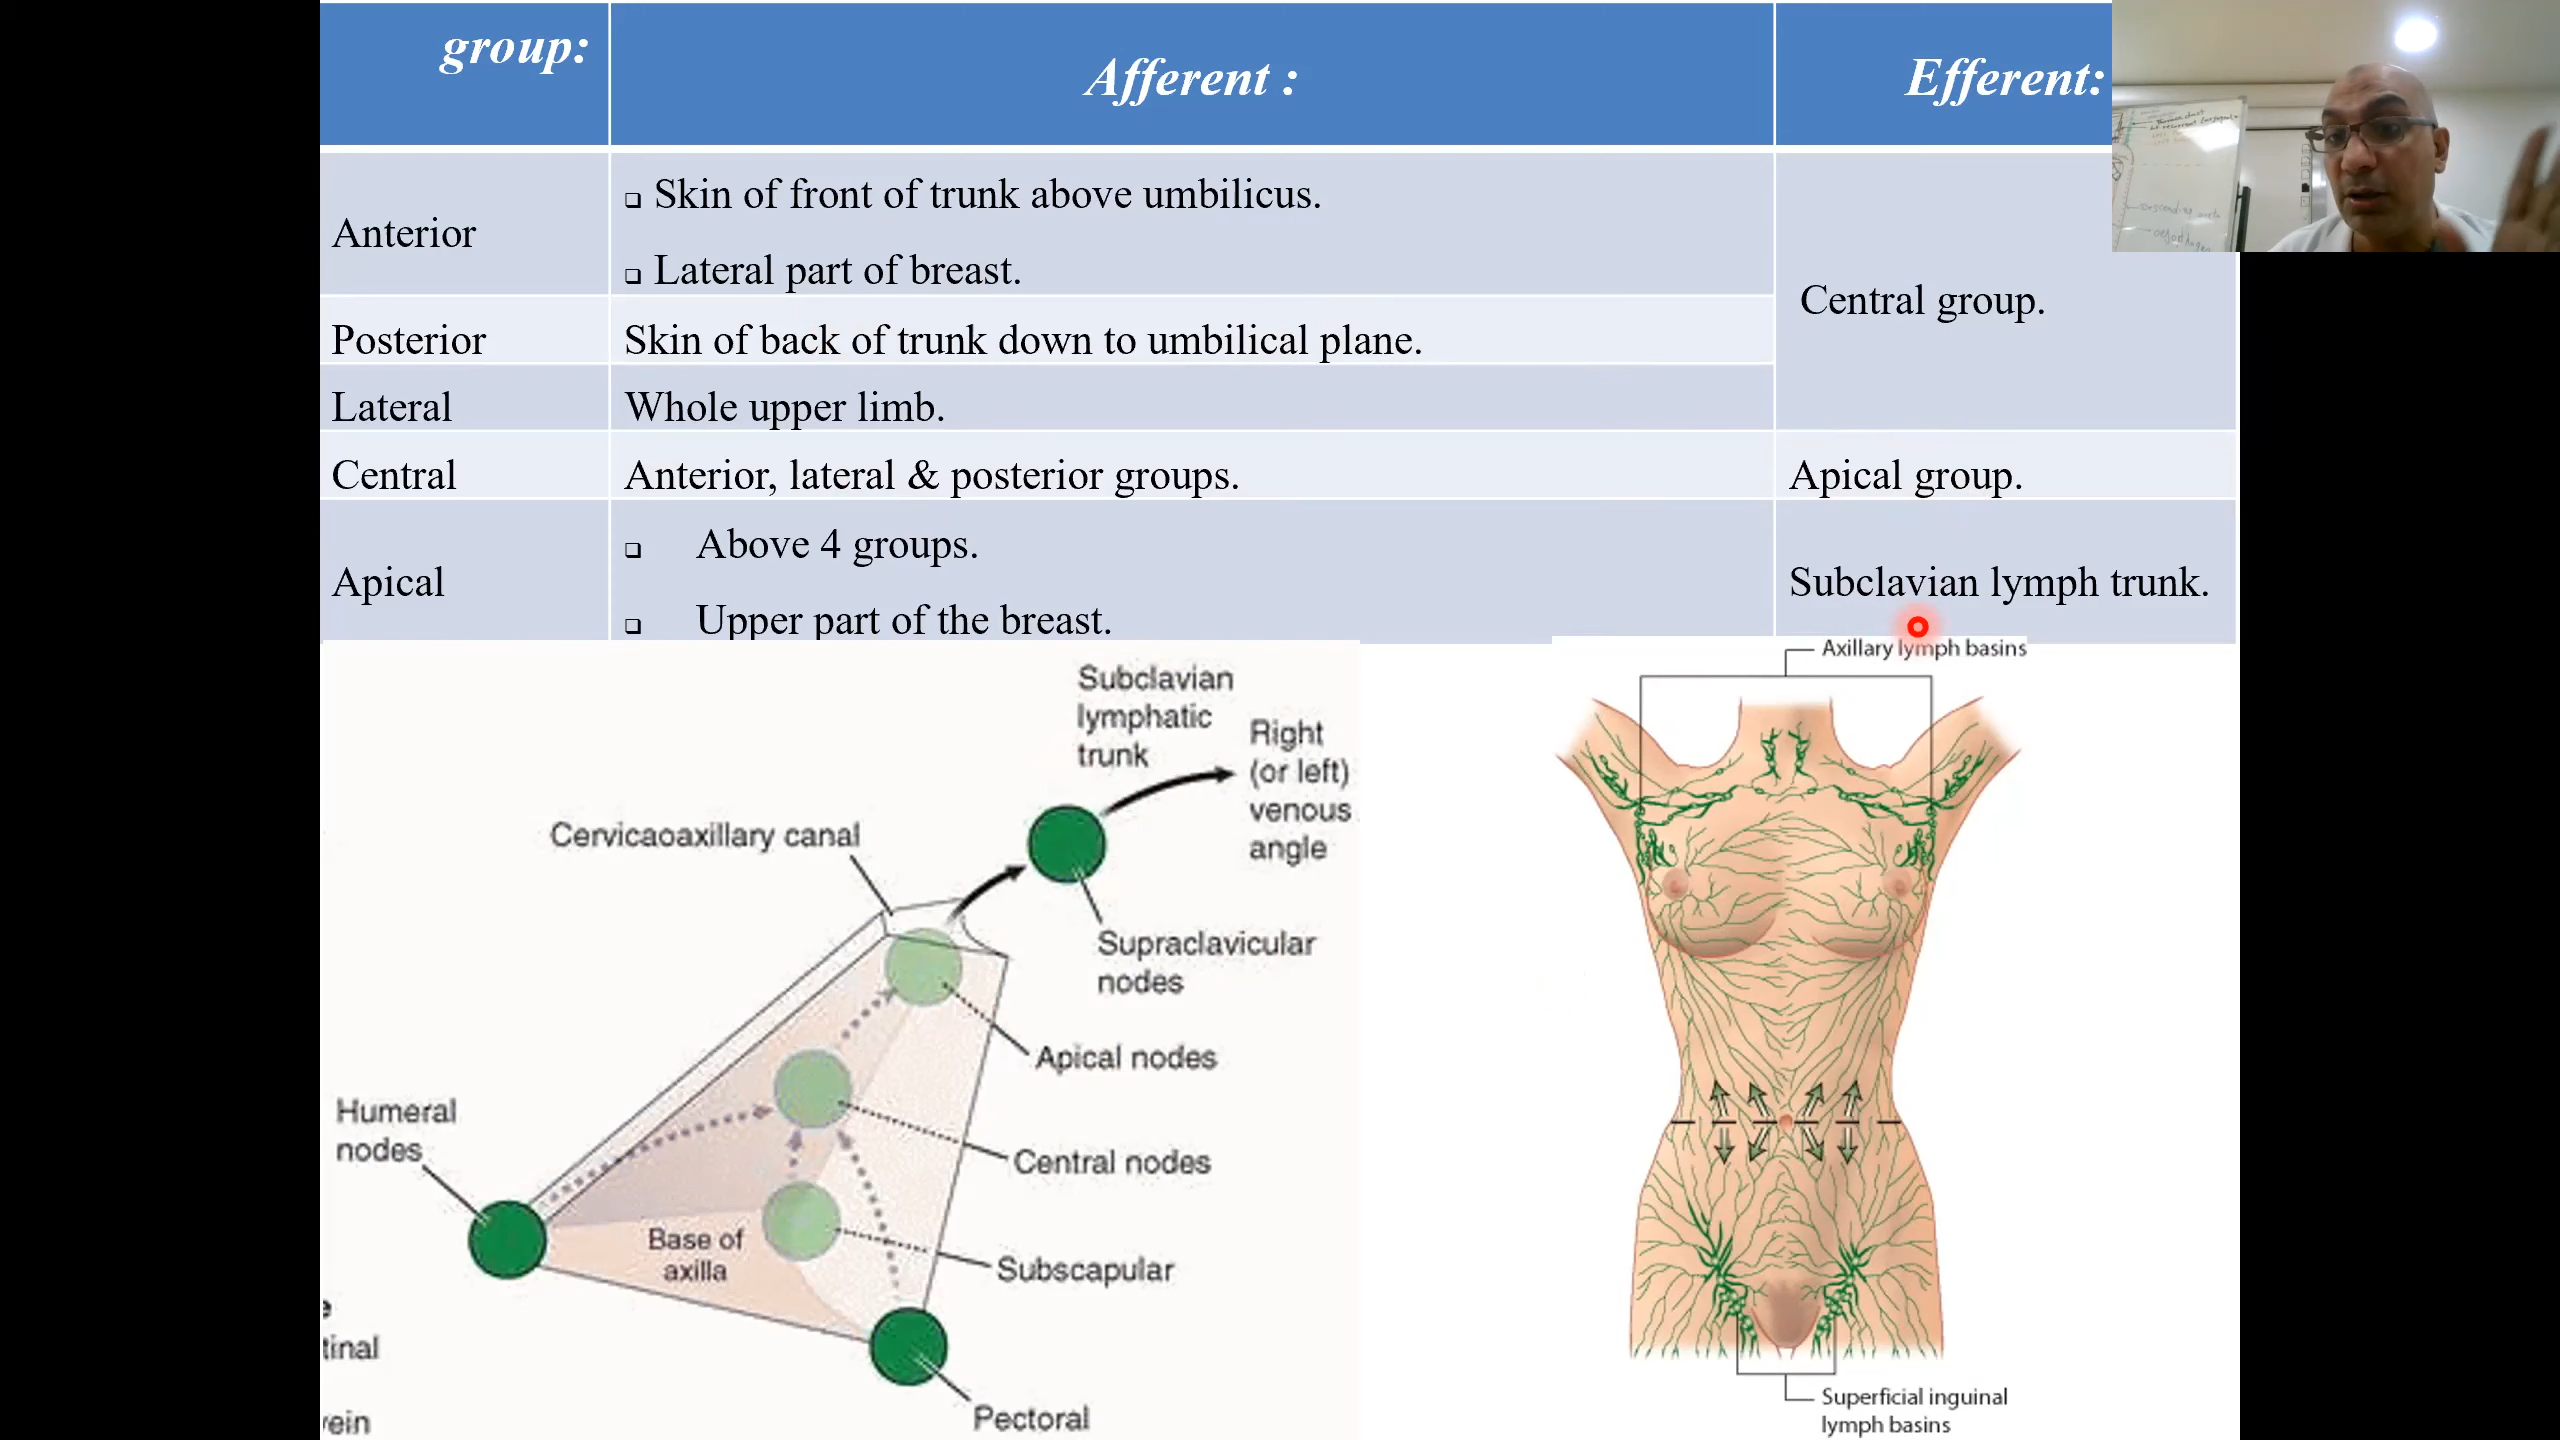 group:
Afferent :
Efferent:
Anterior
Skin of front of trunk above umbilicus.
Lateral part of breast.
Central group.
Posterior
Skin of back of trunk down to umbilical plane.
Lateral
Whole upper limb.
Central
Anterior, lateral & posterior groups.
Apical group.
Apical
Above 4 groups.
Upper part of the breast.
Subclavian lymph trunk.
Subclavian
lymphatic
trunk
Right
(or left)
venous
angle
Cervicaoaxillary canal
Supraclavicular
nodes
Apical nodes
Humeral
nodes
Central nodes
Base of
axilla
Subscapular
Pectoral
tinal
Axillary lymph basins
Superficial inguinal
lymph basins
Thoracic duct